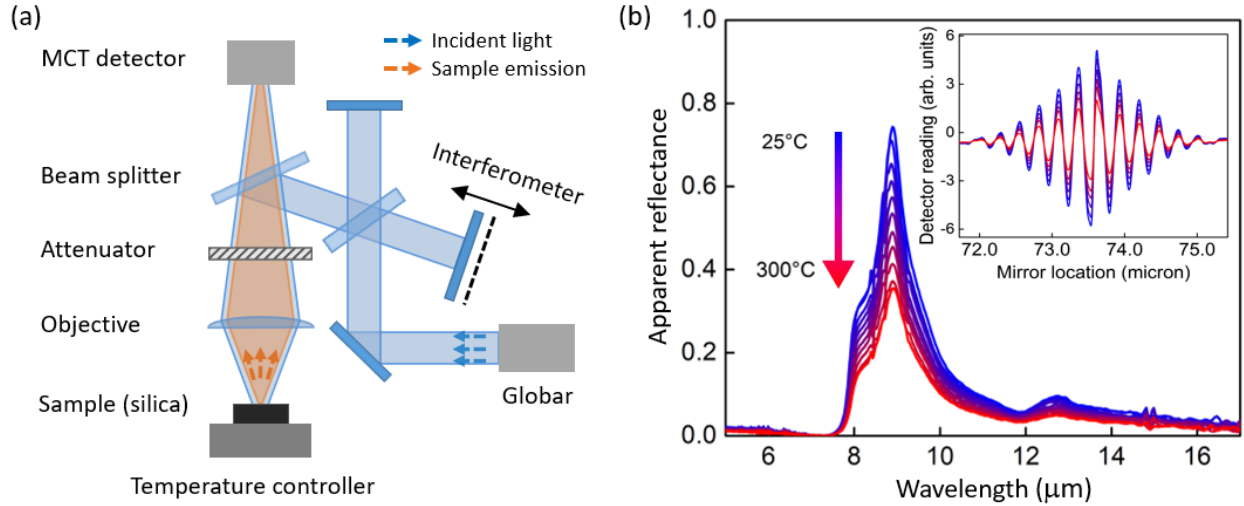 (a)
MCT detector
Incident light
Sample emission
Beam splitter
Interferometer
Attenuator
Objective
Sample (silica)
Globar
Temperature controller
(b)
Apparent reflectance
1.0
0.8
0.6
0.4
0.2
0.0
6
8
10
12
14
16
Wavelength (μm)
25°C
300°C
Detector reading (arb. units)
6
3
0
-3
-6
72.0
73.0
74.0
75.0
Mirror location (micron)